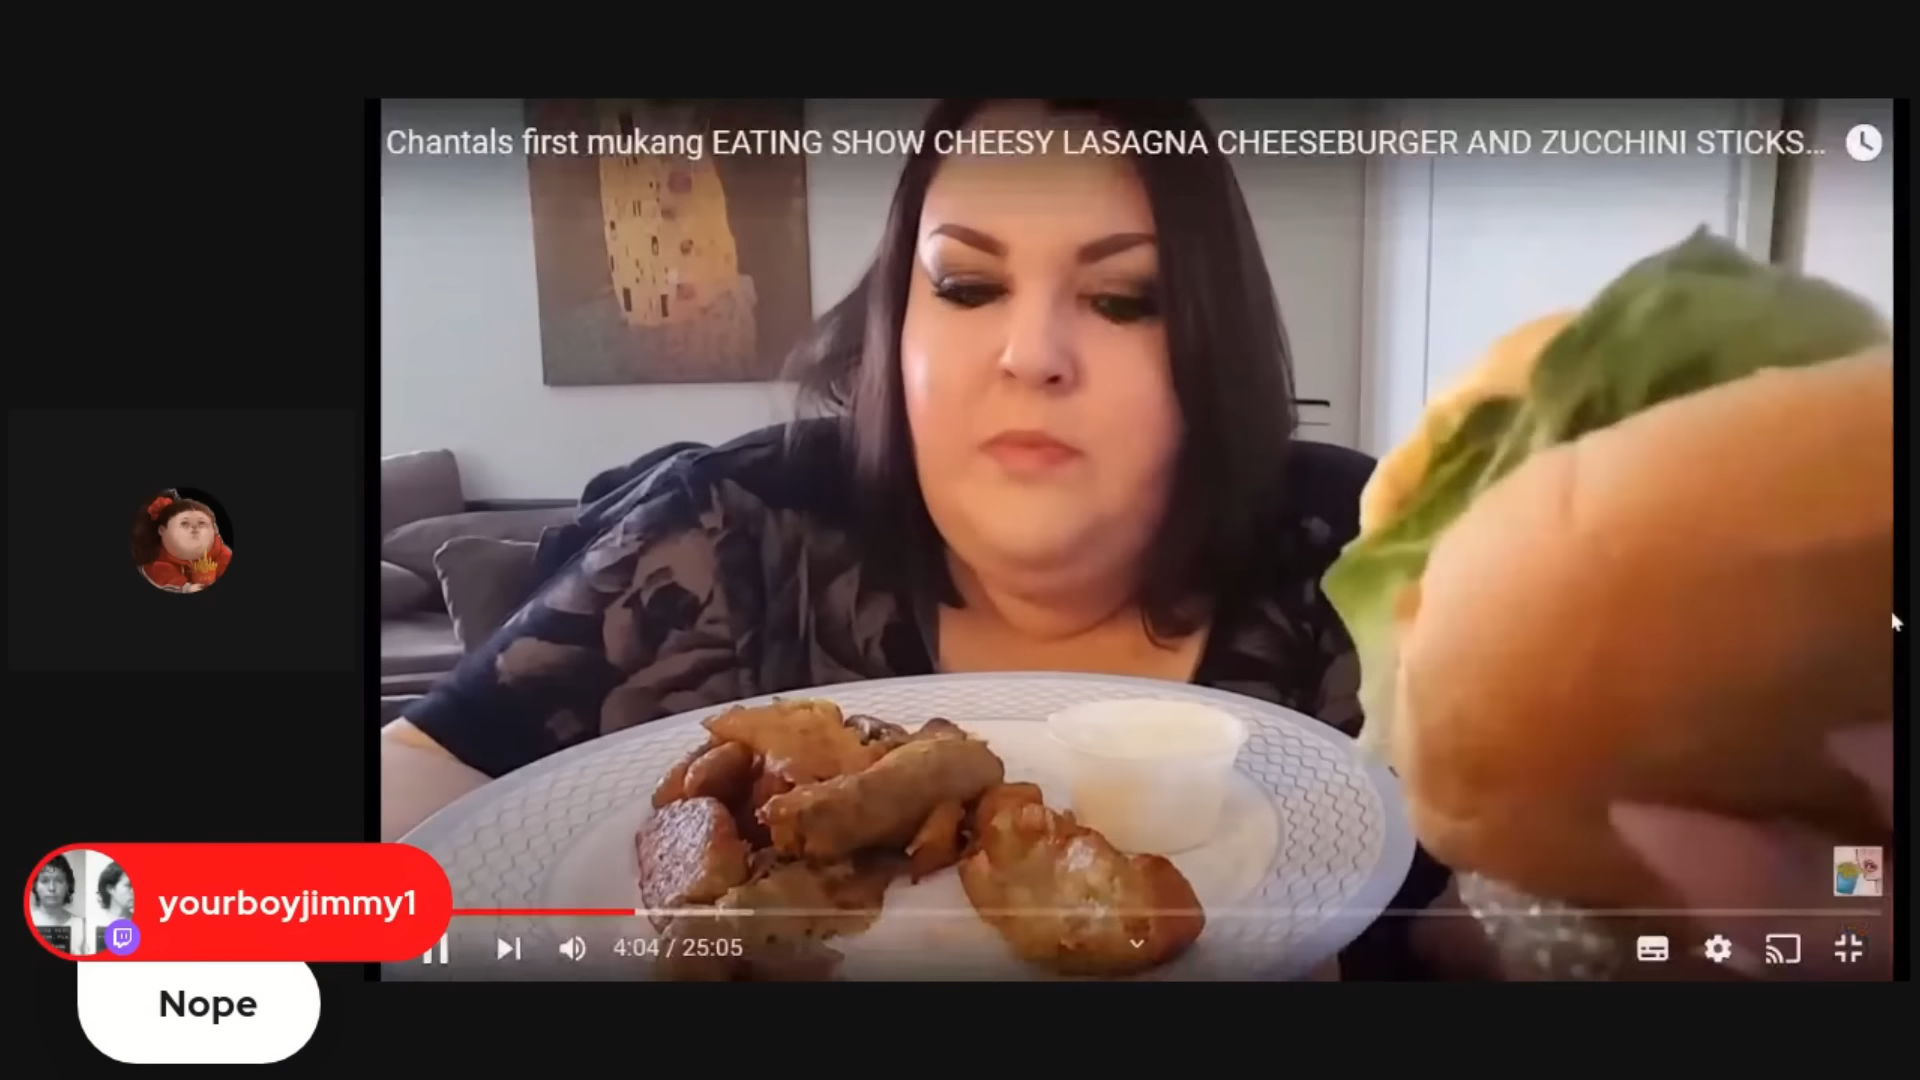 Chantals first mukang EATING SHOW CHEESY LASAGNA CHEESEBURGER AND ZUCCHINI STICKS...
yourboyjimmy1
4:04 / 25:05
Nope